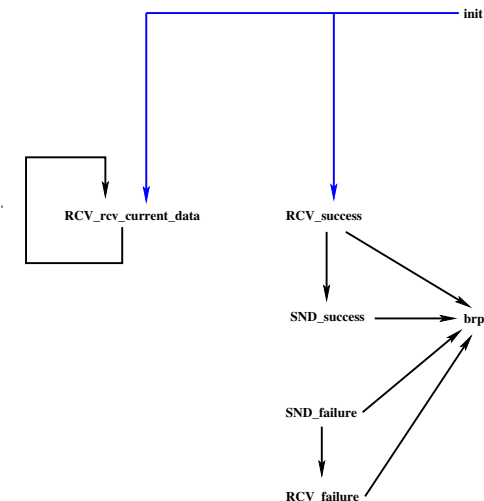 init
RCV_rcv_current_data
RCV_success
SND_success
brp
SND_failure
RCV_failure